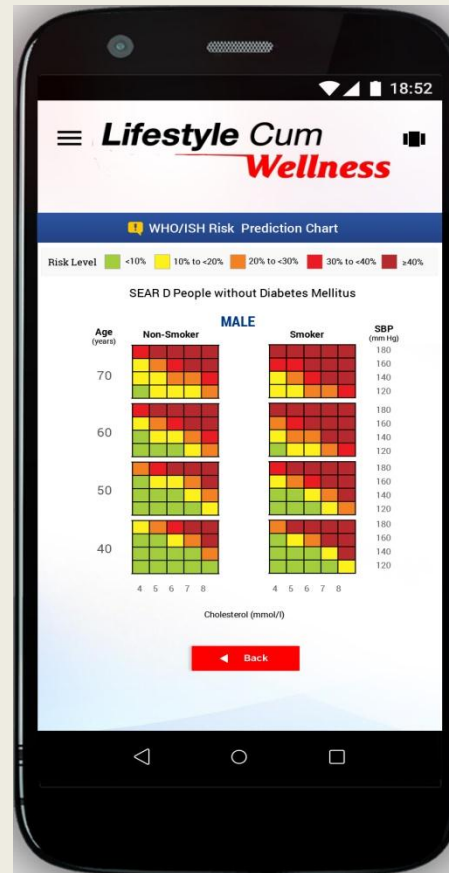 18:52
Lifestyle Cum
Wellness
WHO/ISH Risk Prediction Chart
Risk Level <10% 10% to <20% 20% to <30% 30% to <40% ≥40%
SEAR D People without Diabetes Mellitus
MALE
Age
(years)
Non-Smoker
Smoker
SBP
(mm Hg)
70
180
160
140
120
60
180
160
140
120
50
180
160
140
120
40
180
160
140
120
4 5 6 7 8
4 5 6 7 8
Cholesterol (mmol/l)
Back